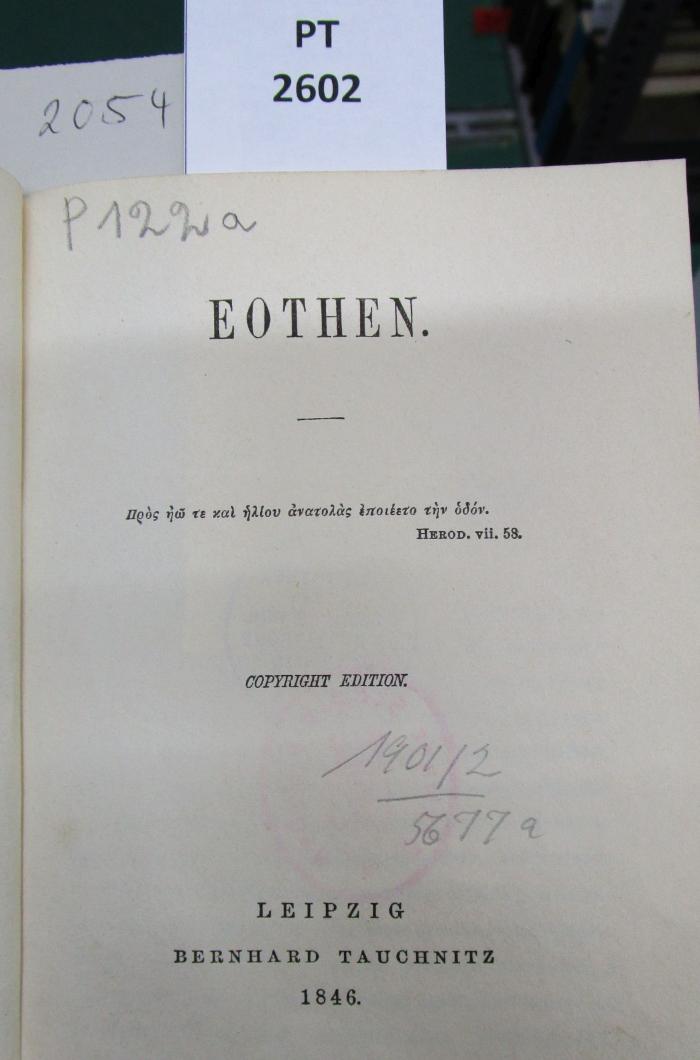 PT
2602
2054
P122a
EOTHEN.
Πρὸς ἠῶ τε καὶ ἡλίου ἀνατολὰς ἐποιέετο τὴν ὁδόν.
HEROD. vii. 58.
COPYRIGHT EDITION.
1901/2
5677a
LEIPZIG
BERNHARD TAUCHNITZ
1846.